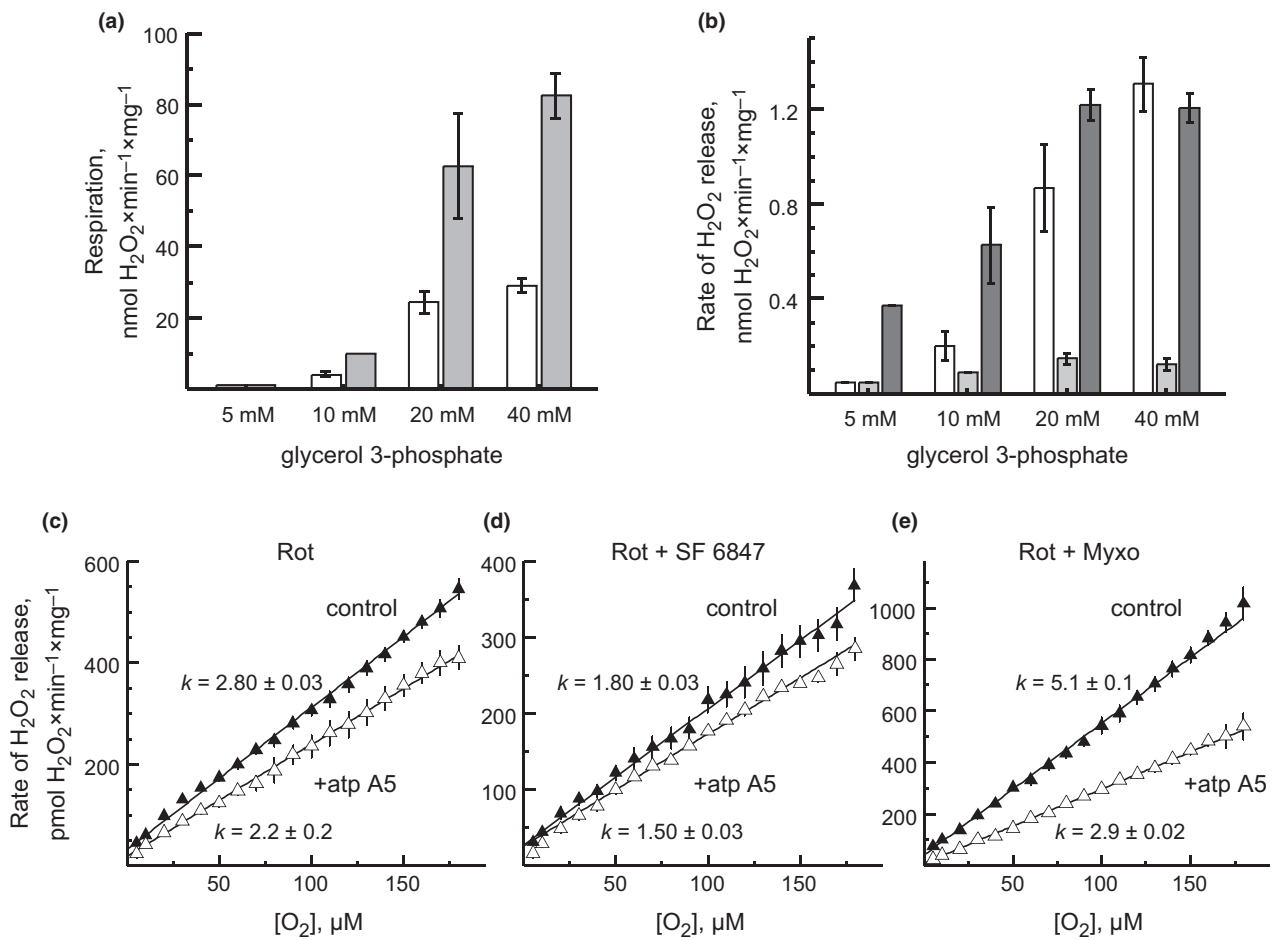 (a)
100
80
60
40
20
Respiration,
nmol H₂O₂×min⁻¹×mg⁻¹
5 mM 10 mM 20 mM 40 mM
glycerol 3-phosphate
(b)
1.2
0.8
0.4
Rate of H₂O₂ release,
nmol H₂O₂×min⁻¹×mg⁻¹
5 mM 10 mM 20 mM 40 mM
glycerol 3-phosphate
(c)
Rot
600
400
200
Rate of H₂O₂ release,
pmol H₂O₂×min⁻¹×mg⁻¹
control
k = 2.80 ± 0.03
+atp A5
k = 2.2 ± 0.2
50 100 150
[O₂], µM
(d)
Rot + SF 6847
400
300
200
100
control
k = 1.80 ± 0.03
+atp A5
k = 1.50 ± 0.03
50 100 150
[O₂], µM
(e)
Rot + Myxo
1000
800
600
400
200
control
k = 5.1 ± 0.1
+atp A5
k = 2.9 ± 0.02
50 100 150
[O₂], µM